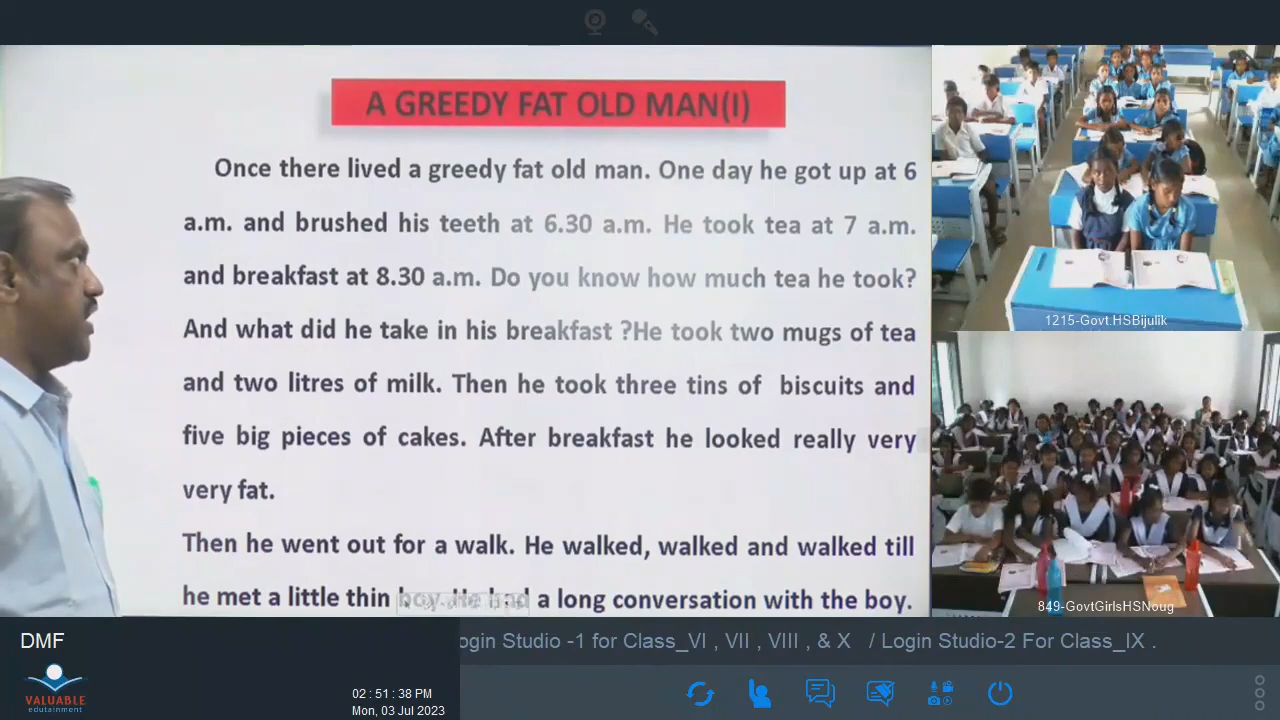 A GREEDY FAT OLD MAN(I)
Once there lived a greedy fat old man. One day he got up at 6
a.m. and brushed his teeth at 6.30 a.m. He took tea at 7 a.m.
and breakfast at 8.30 a.m. Do you know how much tea he took?
And what did he take in his breakfast ?He took two mugs of tea
and two litres of milk. Then he took three tins of biscuits and
five big pieces of cakes. After breakfast he looked really very
very fat.
Then he went out for a walk. He walked, walked and walked till
he met a little thin boy. He had a long conversation with the boy.
1215-Govt.HSBijulik
849-GovtGirlsHSNoug
DMF
ogin Studio -1 for Class_VI , VII , VIII , & X / Login Studio-2 For Class_IX .
VALUABLE
edutainment
02 : 51 : 38 PM
Mon, 03 Jul 2023